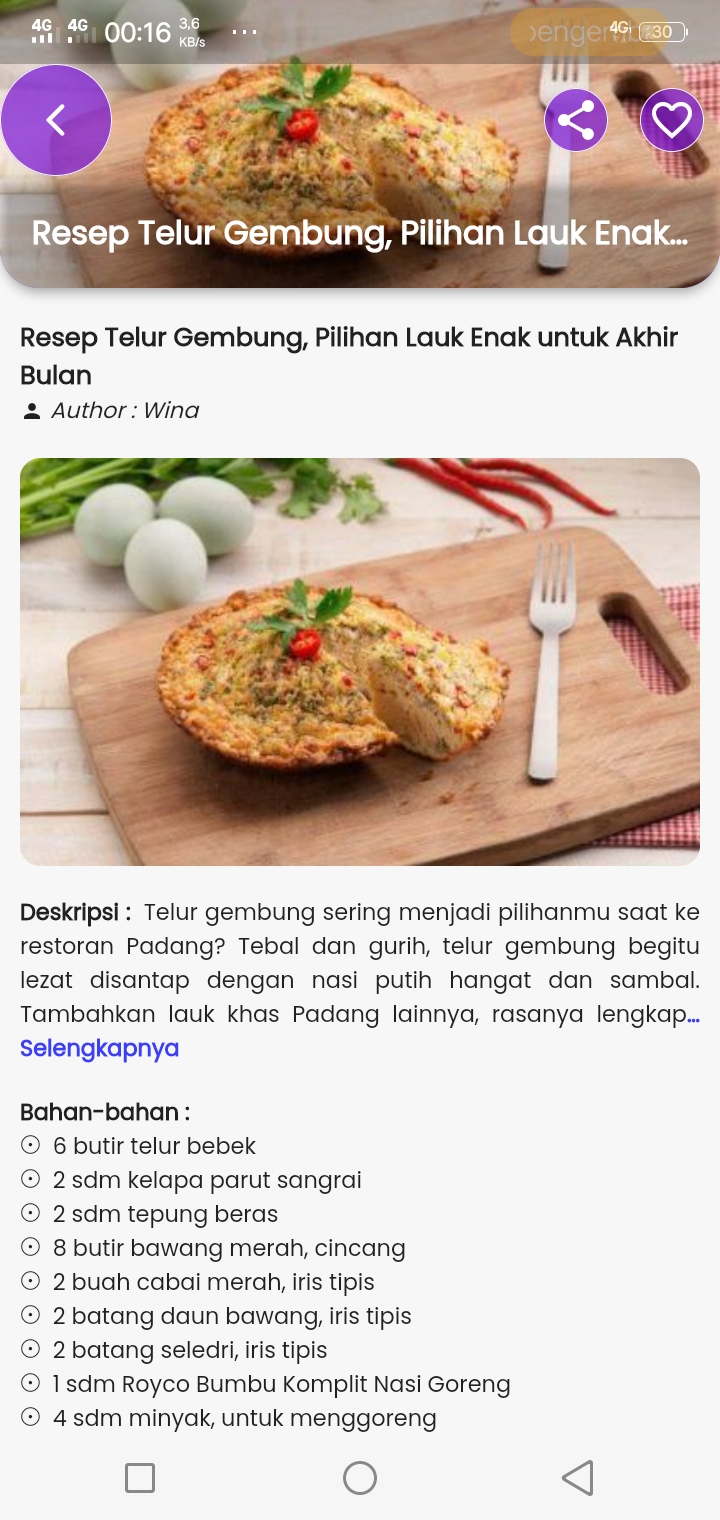 4G 4G 00:16 3,6 KB/s ... 4G 30
Resep Telur Gembung, Pilihan Lauk Enak...
Resep Telur Gembung, Pilihan Lauk Enak untuk Akhir
Bulan
Author : Wina
Deskripsi : Telur gembung sering menjadi pilihanmu saat ke
restoran Padang? Tebal dan gurih, telur gembung begitu
lezat disantap dengan nasi putih hangat dan sambal.
Tambahkan lauk khas Padang lainnya, rasanya lengkap...
Selengkapnya
Bahan-bahan :
6 butir telur bebek
2 sdm kelapa parut sangrai
2 sdm tepung beras
8 butir bawang merah, cincang
2 buah cabai merah, iris tipis
2 batang daun bawang, iris tipis
2 batang seledri, iris tipis
1 sdm Royco Bumbu Komplit Nasi Goreng
4 sdm minyak, untuk menggoreng